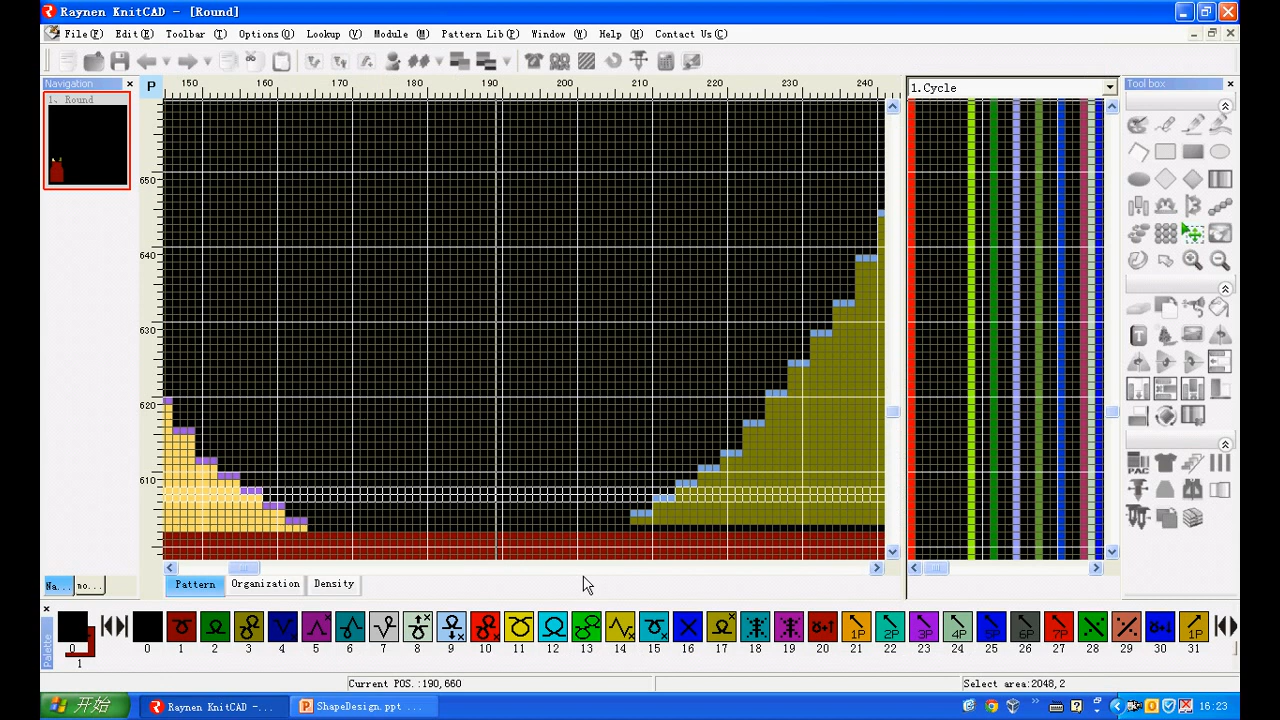 Raynen KnitCAD - [Round]
File(F) Edit(E) Toolbar (T) Options(O) Lookup (V) Module (M) Pattern Lib(P) Window (W) Help (H) Contact Us(C)
Navigation
1、Round
P
150 160 170 180 190 200 210 220 230 240
650
640
630
620
610
1.Cycle
Tool box
PAC
Na... mo...
Pattern Organization Density
Palette
0
1
1P 2P 3P 4P 5P 6P 7P 1P
0 1 2 3 4 5 6 7 8 9 10 11 12 13 14 15 16 17 18 19 20 21 22 23 24 25 26 27 28 29 30 31
Current POS.:190,660
Select area:2048,2
开始
Raynen KnitCAD -...
ShapeDesign.ppt ...
16:23